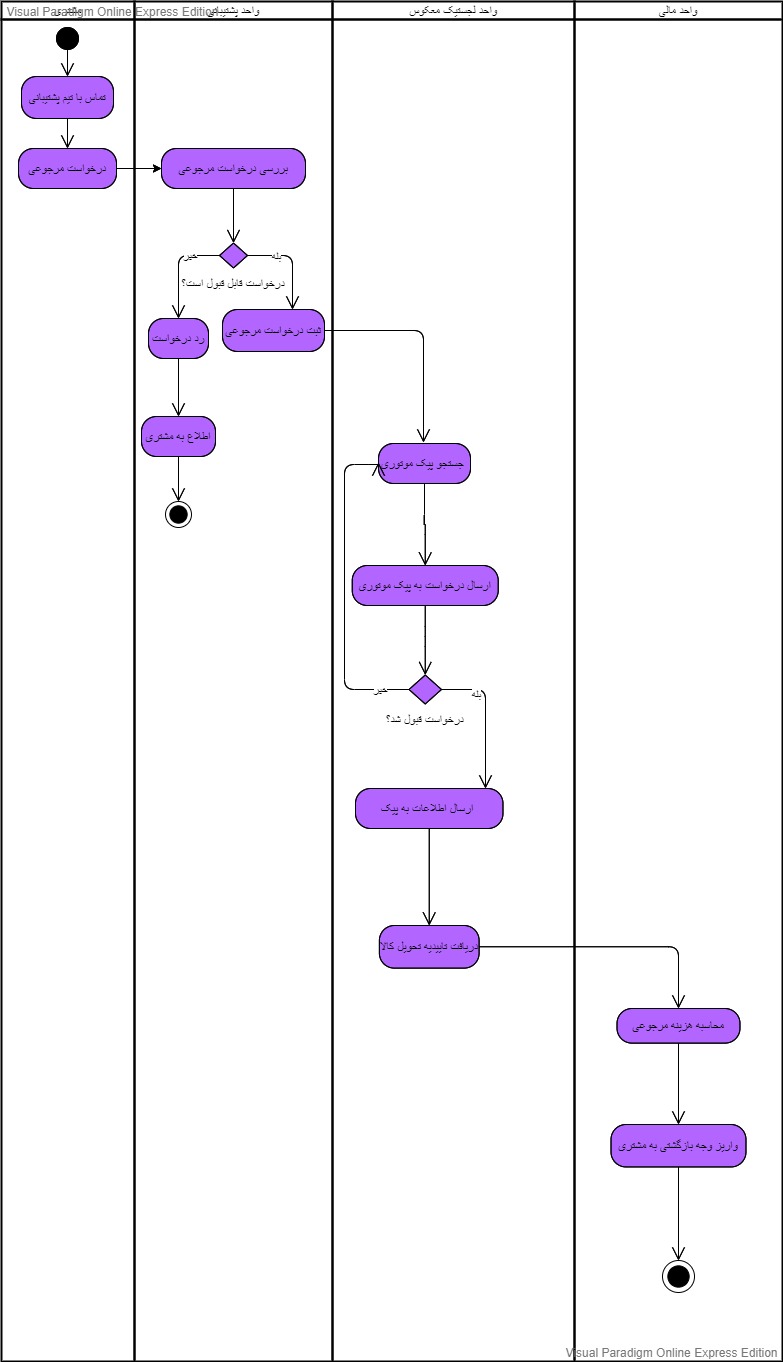 Visual Paradigm Online Express Edition
واحد پشتیبانی
واحد لجستیک معکوس
واحد مالی
تماس با تیم پشتیبانی
درخواست مرجوعی
بررسی درخواست مرجوعی
خیر
بله
درخواست قابل قبول است؟
رد درخواست
ثبت درخواست مرجوعی
اطلاع به مشتری
جستجو پیک موتوری
ارسال درخواست به پیک موتوری
خیر
بله
درخواست قبول شد؟
ارسال اطلاعات به پیک
دریافت تاییدیه تحویل کالا
محاسبه هزینه مرجوعی
واریز وجه بازگشتی به مشتری
Visual Paradigm Online Express Edition